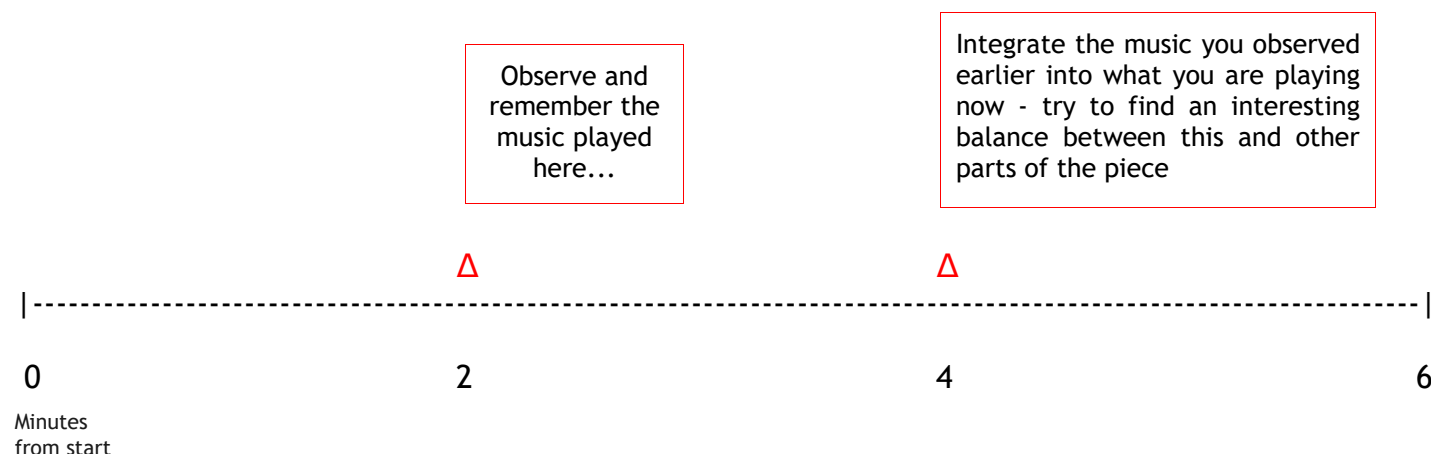 Observe and
remember the
music played
here...
Integrate the music you observed
earlier into what you are playing
now - try to find an interesting
balance between this and other
parts of the piece
Δ Δ
|---------------------------------------------------------------------------------------------------|
0 2 4 6
Minutes
from start